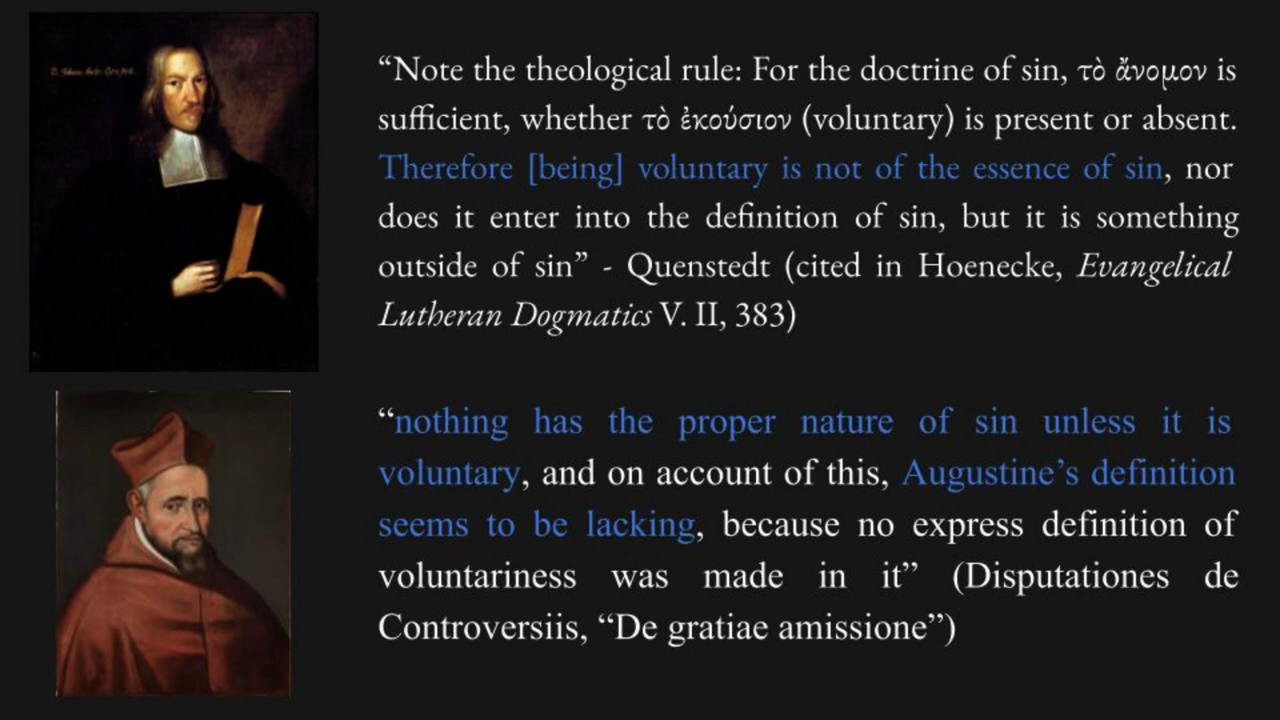 “Note the theological rule: For the doctrine of sin, τὸ ἄνομον is
sufficient, whether τὸ ἐκούσιον (voluntary) is present or absent.
Therefore [being] voluntary is not of the essence of sin, nor
does it enter into the definition of sin, but it is something
outside of sin” - Quenstedt (cited in Hoenecke, Evangelical
Lutheran Dogmatics V. II, 383)
“nothing has the proper nature of sin unless it is
voluntary, and on account of this, Augustine’s definition
seems to be lacking, because no express definition of
voluntariness was made in it” (Disputationes de
Controversiis, “De gratiae amissione”)